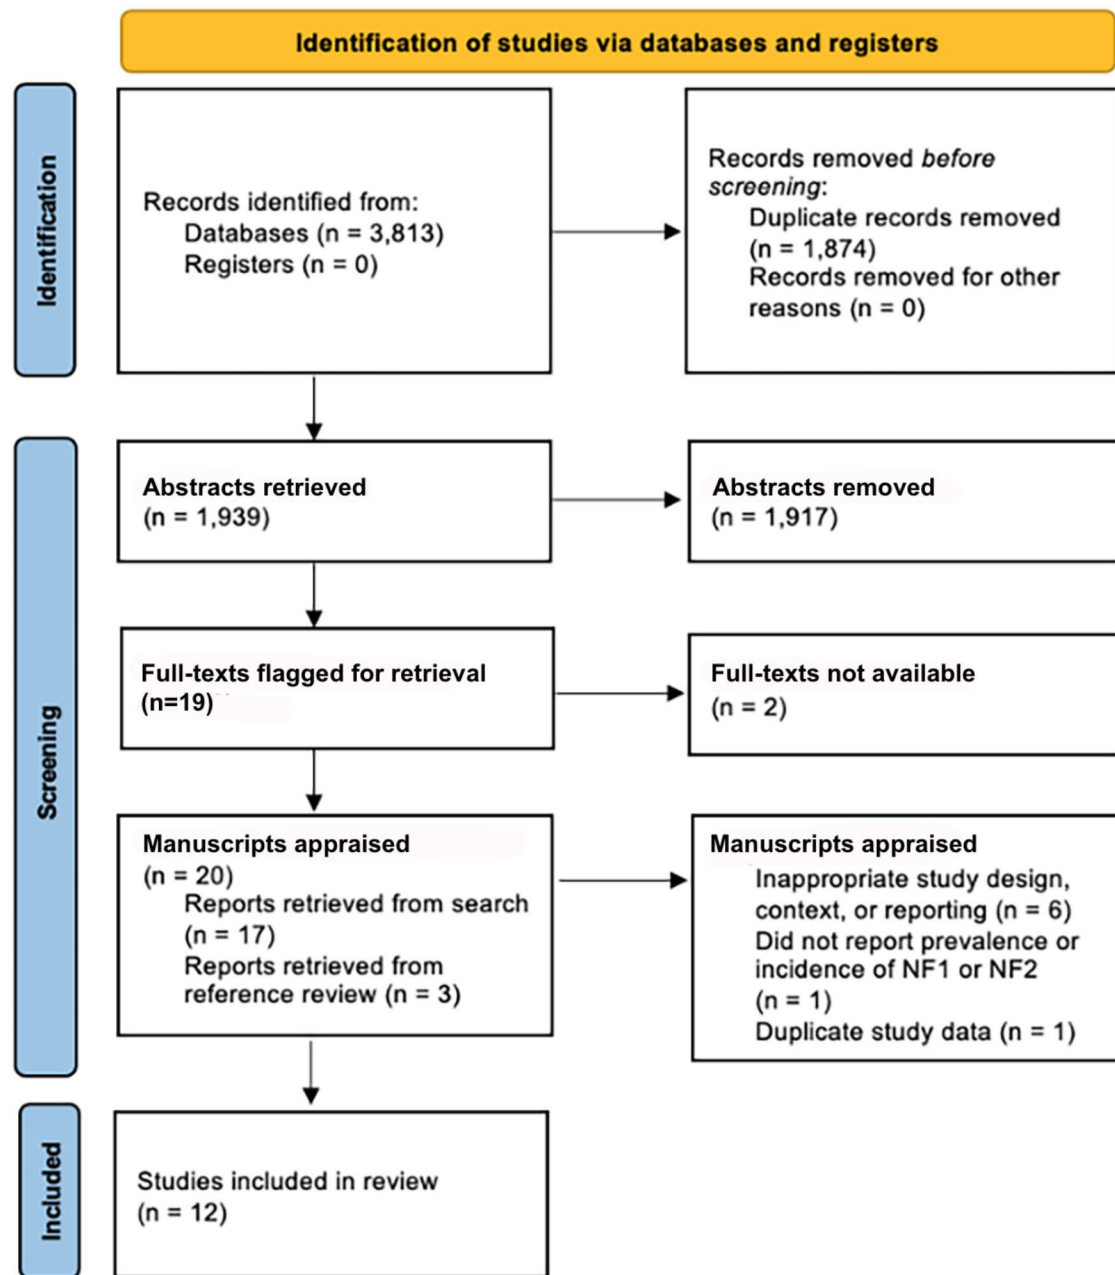 Identification of studies via databases and registers
Identification
Records identified from:
Databases (n = 3,813)
Registers (n = 0)
Records removed before
screening:
Duplicate records removed
(n = 1,874)
Records removed for other
reasons (n = 0)
Screening
Abstracts retrieved
(n = 1,939)
Abstracts removed
(n = 1,917)
Full-texts flagged for retrieval
(n=19)
Full-texts not available
(n = 2)
Manuscripts appraised
(n = 20)
Reports retrieved from search
(n = 17)
Reports retrieved from
reference review (n = 3)
Manuscripts appraised
Inappropriate study design,
context, or reporting (n = 6)
Did not report prevalence or
incidence of NF1 or NF2
(n = 1)
Duplicate study data (n = 1)
Included
Studies included in review
(n = 12)